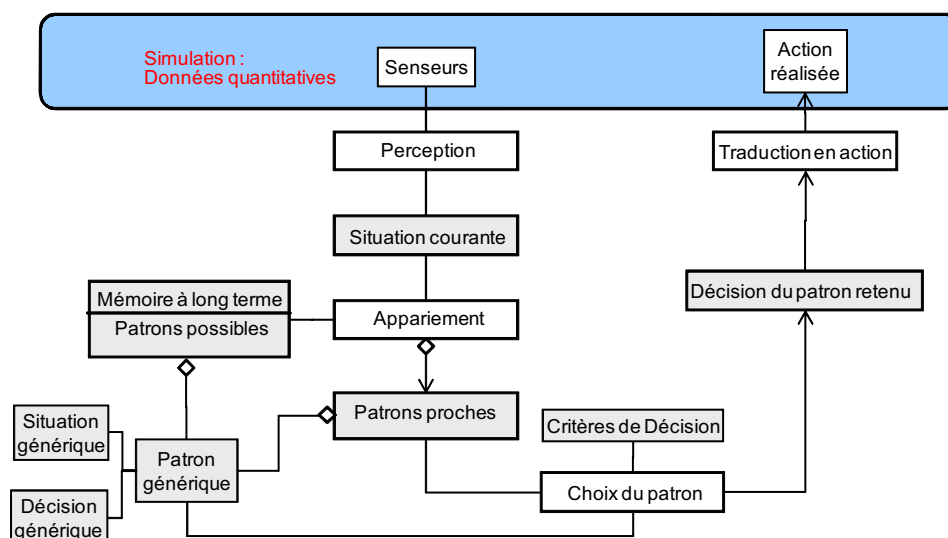 Simulation :
Données quantitatives
Senseurs
Action
réalisée
Perception
Traduction en action
Situation courante
Mémoire à long terme
Patrons possibles
Appariement
Décision du patron retenu
Patrons proches
Situation
générique
Patron
générique
Critères de Décision
Décision
générique
Choix du patron